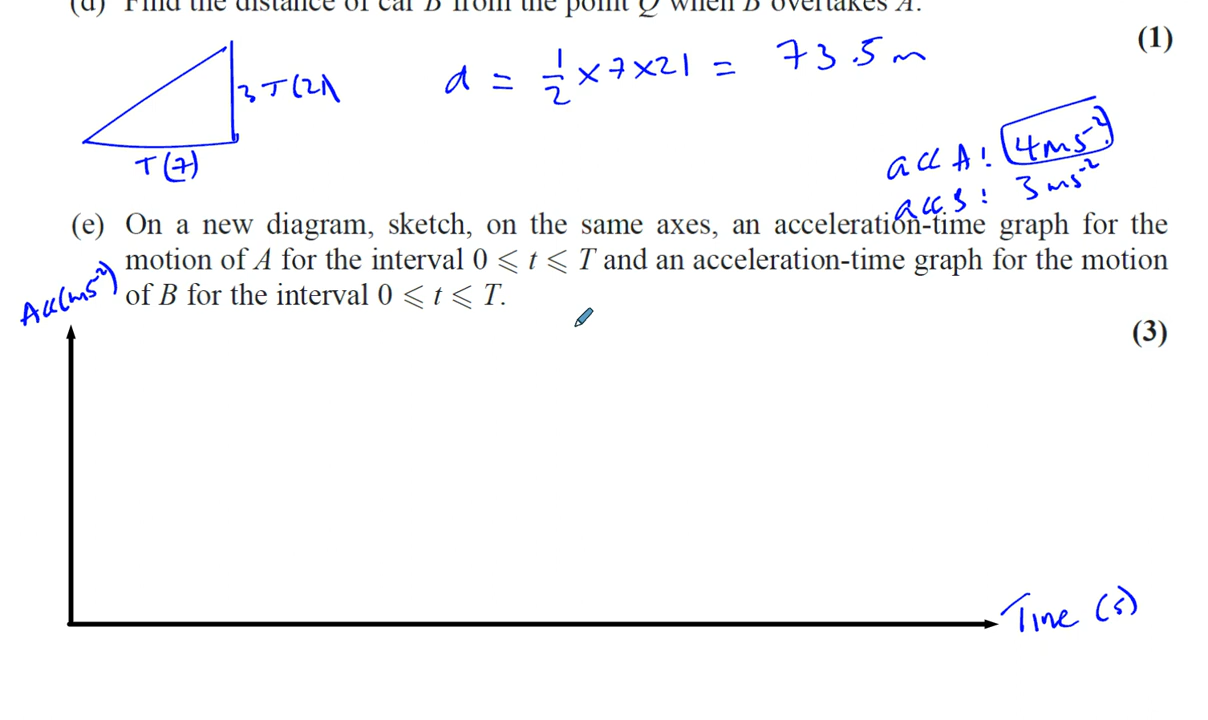 (d) Find the distance of car B from the point Q when B overtakes A.
(1)
3T(21)
T(7)
d = 1/2 × 7 × 21 = 73.5 m
acc A: 4ms⁻²
acc B: 3ms⁻²
(e) On a new diagram, sketch, on the same axes, an acceleration-time graph for the
motion of A for the interval 0 ⩽ t ⩽ T and an acceleration-time graph for the motion
of B for the interval 0 ⩽ t ⩽ T.
(3)
Acc(ms⁻²)
Time (s)